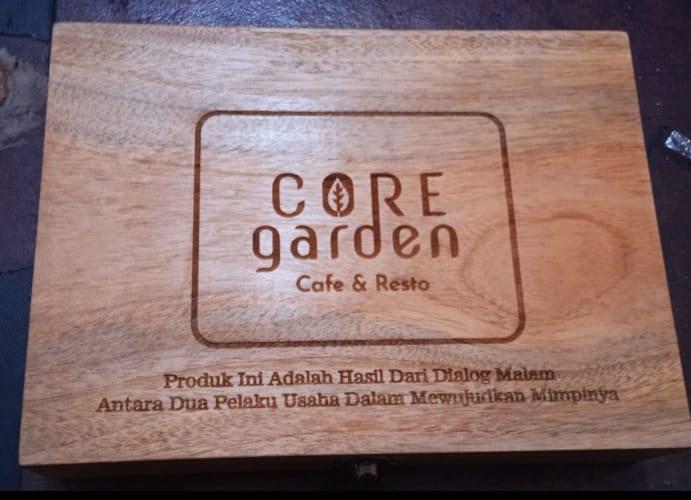 CORE
garden
Cafe & Resto
Produk Ini Adalah Hasil Dari Dialog Malam
Antara Dua Pelaku Usaha Dalam Mewujudkan Mimpinya